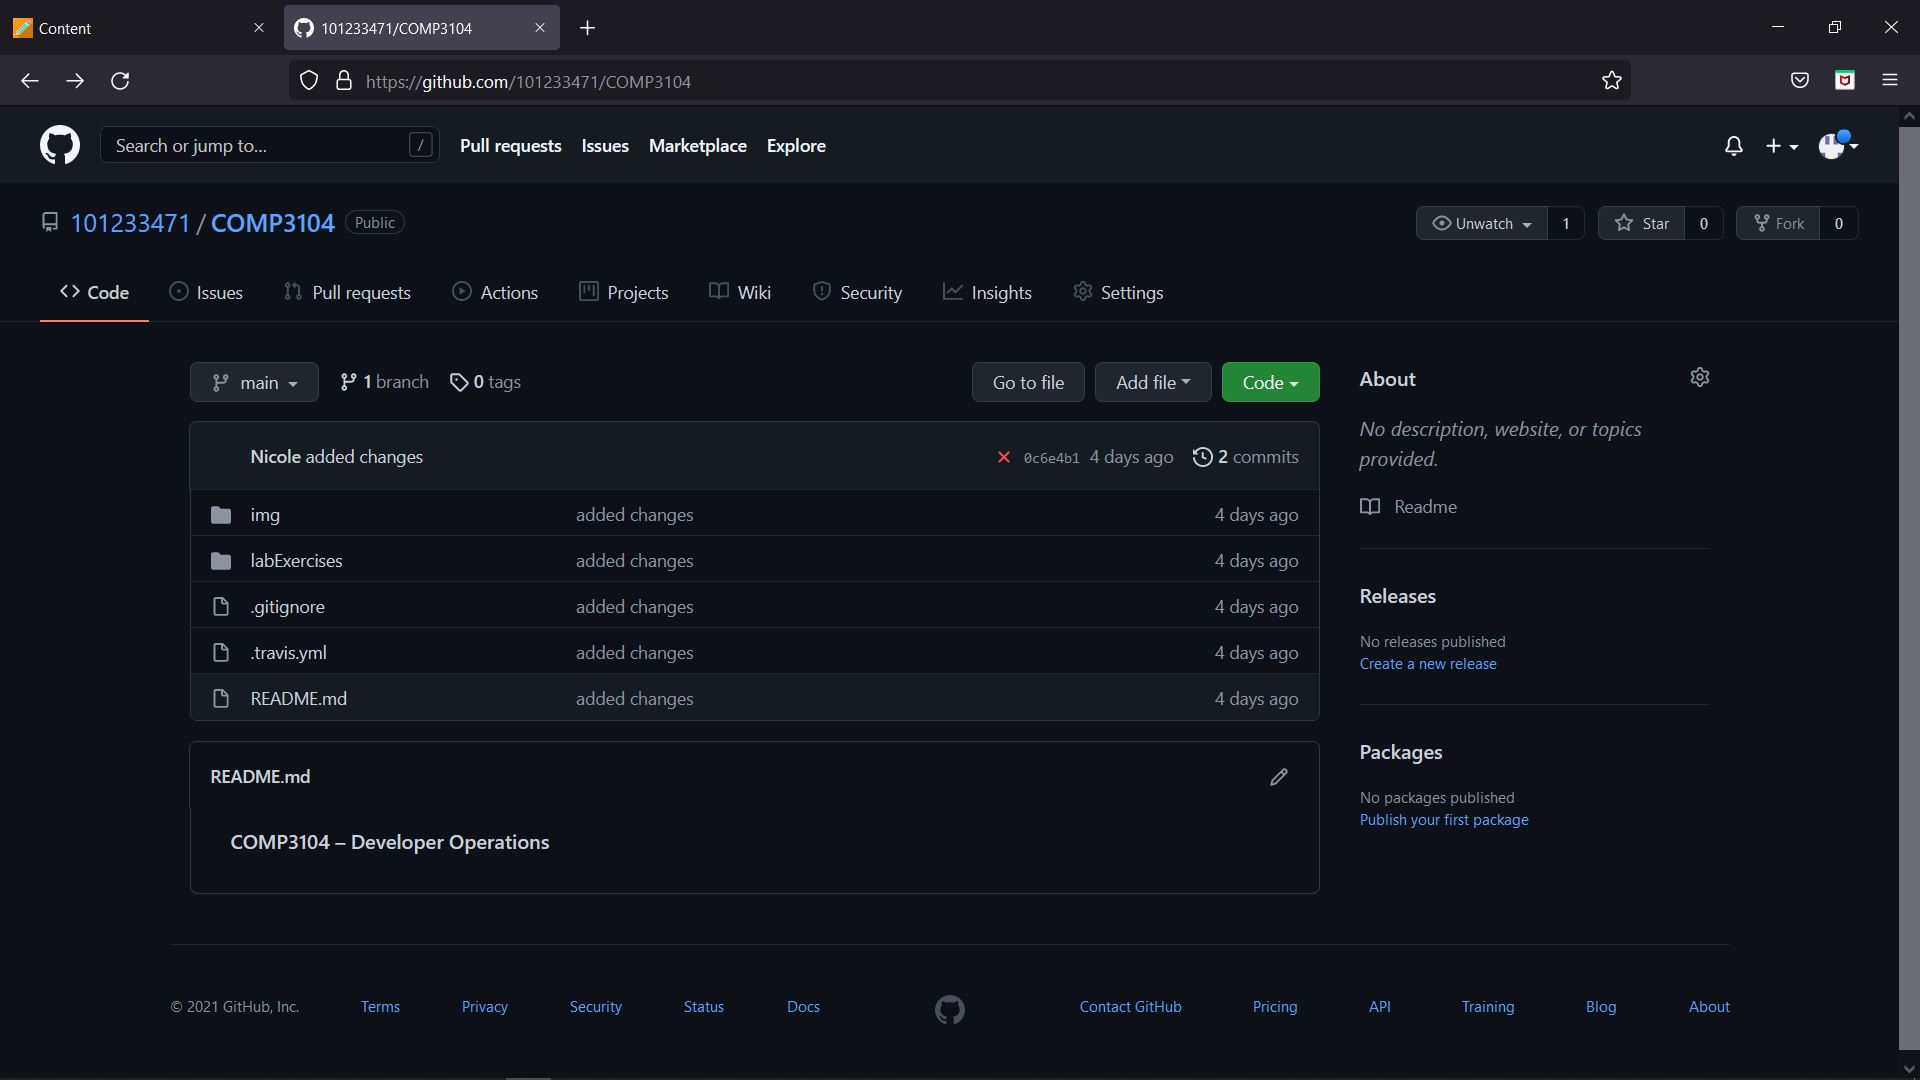 Content
101233471/COMP3104
https://github.com/101233471/COMP3104
Search or jump to... / Pull requests Issues Marketplace Explore
101233471 / COMP3104 Public Unwatch 1 Star 0 Fork 0
Code Issues Pull requests Actions Projects Wiki Security Insights Settings
main 1 branch 0 tags Go to file Add file Code
Nicole added changes 0c6e4b1 4 days ago 2 commits
img added changes 4 days ago
labExercises added changes 4 days ago
.gitignore added changes 4 days ago
.travis.yml added changes 4 days ago
README.md added changes 4 days ago
README.md
COMP3104 – Developer Operations
About
No description, website, or topics
provided.
Readme
Releases
No releases published
Create a new release
Packages
No packages published
Publish your first package
© 2021 GitHub, Inc. Terms Privacy Security Status Docs Contact GitHub Pricing API Training Blog About